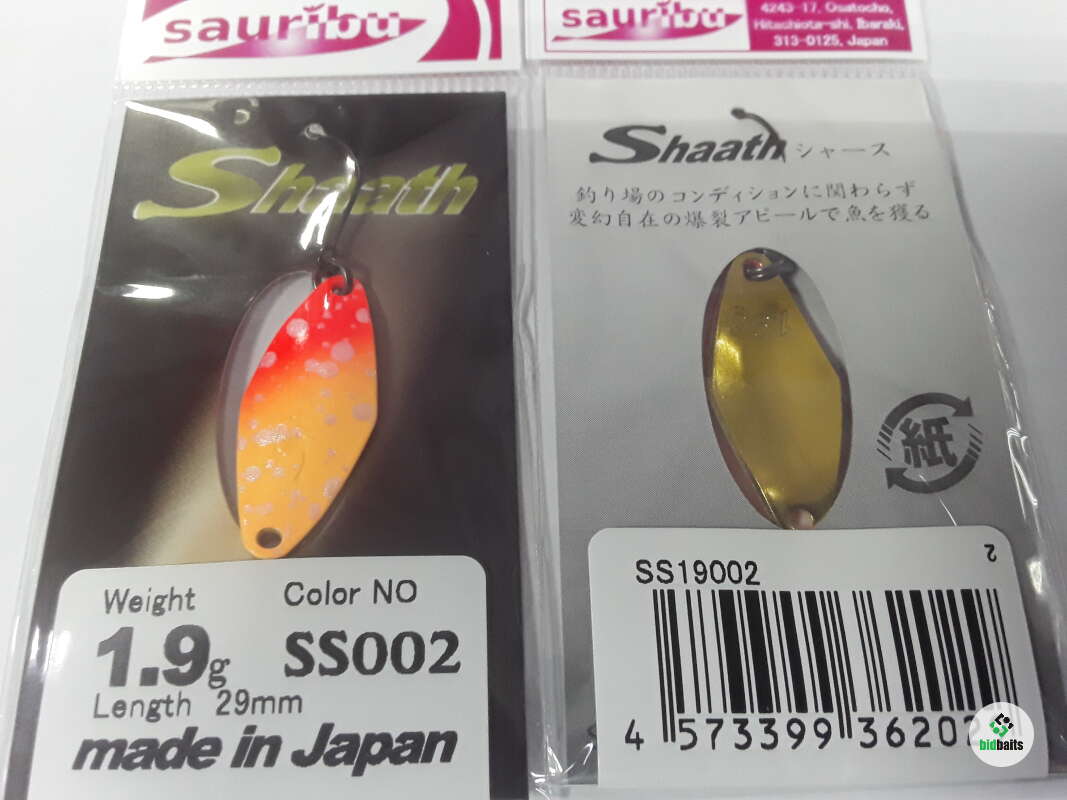 sauribu
Shaath
Weight
Color NO
1.9g
SS002
Length 29mm
made in Japan
sauribu
4243-17, Osatocho,
Hitachiota-shi, Ibaraki,
313-0125, Japan
Shaath シャース
釣り場のコンディションに関わらず
変幻自在の爆裂アピールで魚を獲る
紙
2
SS19002
4 573399 36202
bidbaits